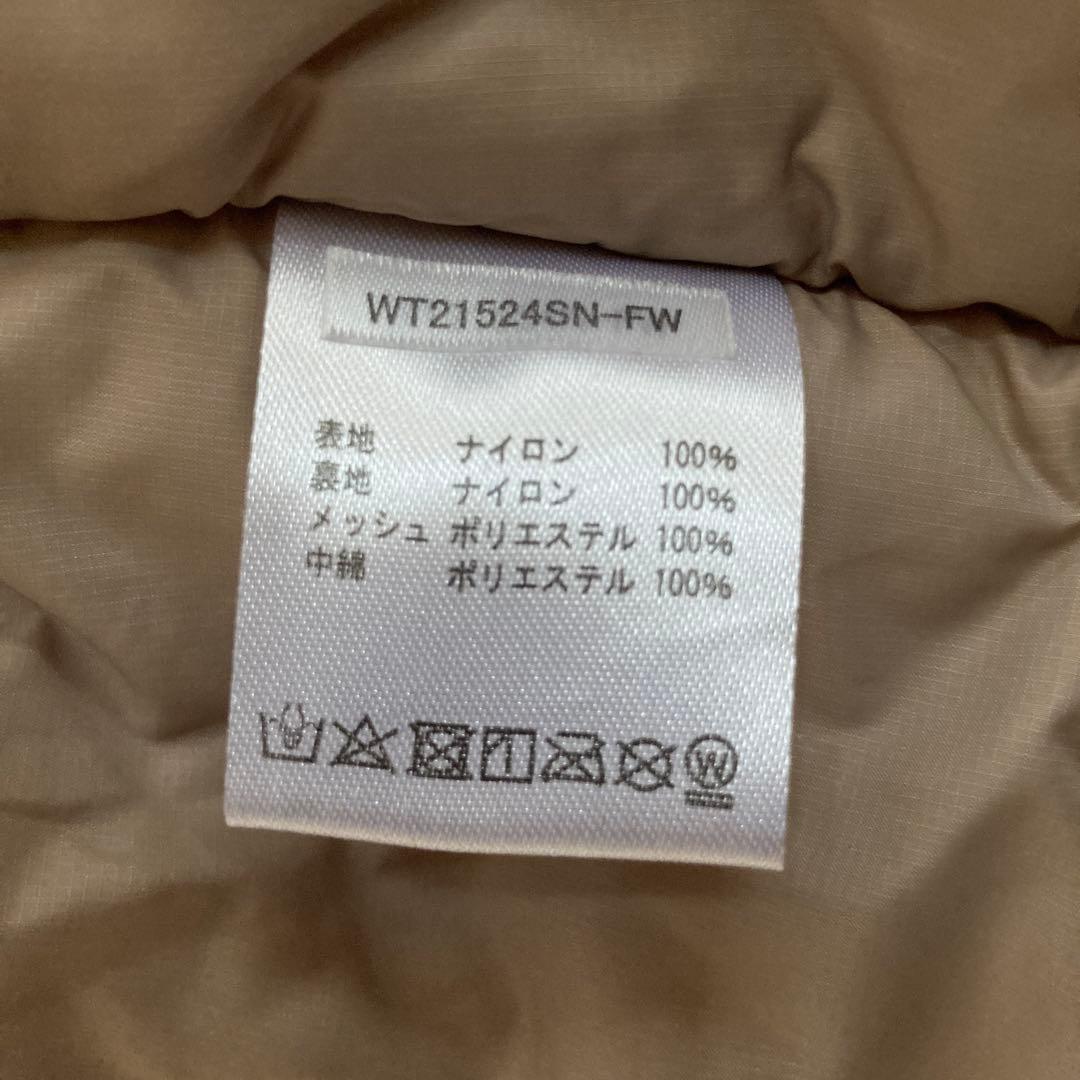 WT21524SN-FW
表地 ナイロン 100%
裏地 ナイロン 100%
メッシュ ポリエステル 100%
中綿 ポリエステル 100%
W